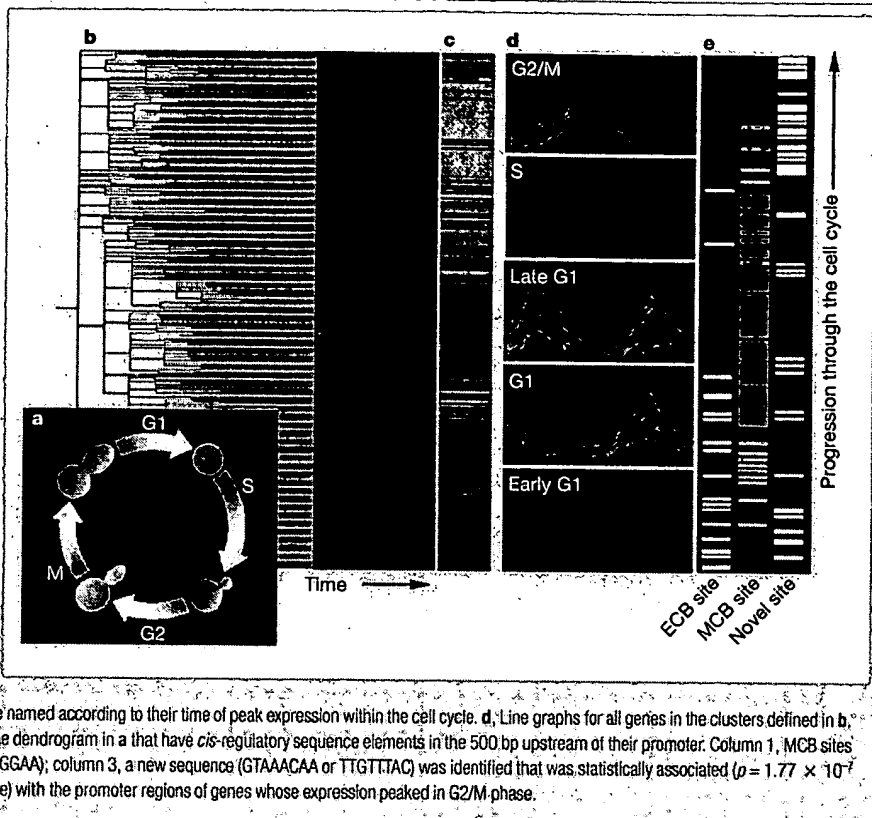 b
c
d
e
G2/M
S
Late G1
G1
Early G1
Progression through the cell cycle
a
G1
S
G2
M
Time
ECB site
MCB site
Novel site
named according to their time of peak expression within the cell cycle. d, Line graphs for all genes in the clusters defined in b,
e dendrogram in a that have cis-regulatory sequence elements in the 500 bp upstream of their promoter. Column 1, MCB sites
GGAA); column 3, a new sequence (GTAAACAA or TTGTTTAC) was identified that was statistically associated (p = 1.77 × 10⁻⁷
e) with the promoter regions of genes whose expression peaked in G2/M phase.